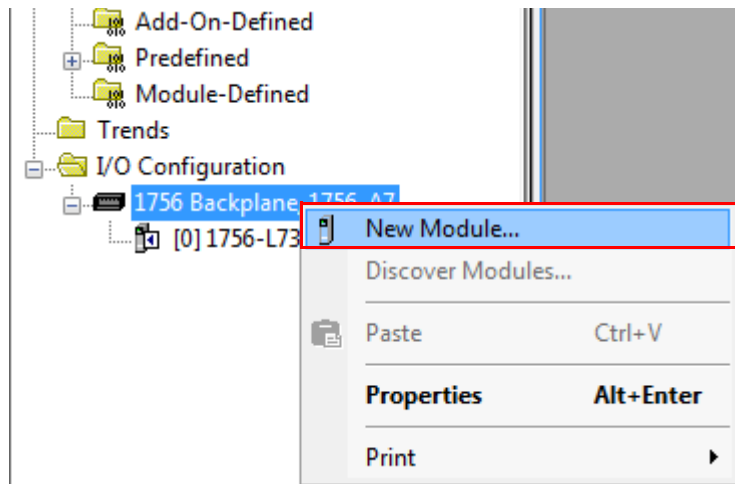 Add-On-Defined
Predefined
Module-Defined
Trends
I/O Configuration
1756 Backplane, 1756-A7
[0] 1756-L73
New Module...
Discover Modules...
Paste Ctrl+V
Properties Alt+Enter
Print